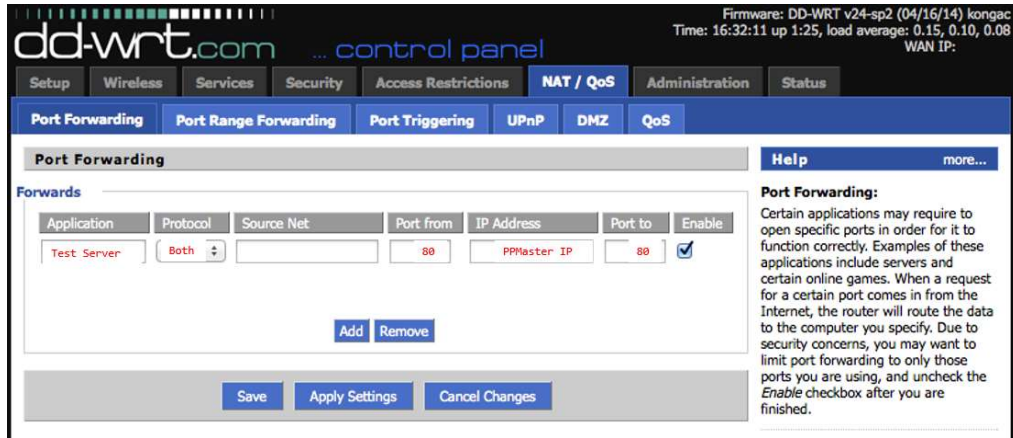 Firmware: DD-WRT v24-sp2 (04/16/14) kongac
Time: 16:32:11 up 1:25, load average: 0.15, 0.10, 0.08
WAN IP:
dd-wrt.com ... control panel
Setup Wireless Services Security Access Restrictions NAT / QoS Administration Status
Port Forwarding Port Range Forwarding Port Triggering UPnP DMZ QoS
Port Forwarding
Forwards
Application Protocol Source Net Port from IP Address Port to Enable
Test Server Both 80 PPMaster IP 80
Add Remove
Save Apply Settings Cancel Changes
Help more...
Port Forwarding:
Certain applications may require to
open specific ports in order for it to
function correctly. Examples of these
applications include servers and
certain online games. When a request
for a certain port comes in from the
Internet, the router will route the data
to the computer you specify. Due to
security concerns, you may want to
limit port forwarding to only those
ports you are using, and uncheck the
Enable checkbox after you are
finished.